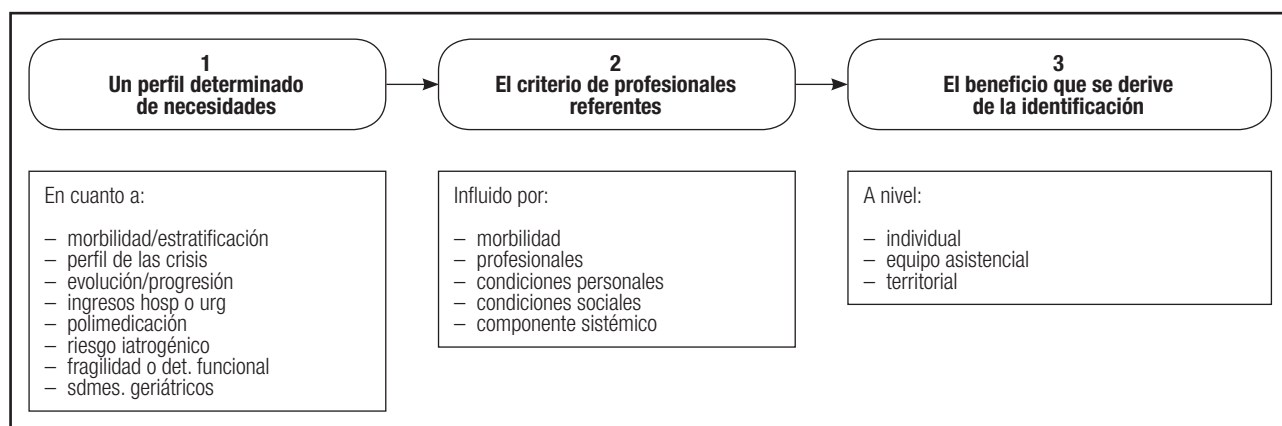 1
Un perfil determinado
de necesidades
2
El criterio de profesionales
referentes
3
El beneficio que se derive
de la identificación
En cuanto a:
– morbilidad/estratificación
– perfil de las crisis
– evolución/progresión
– ingresos hosp o urg
– polimedicación
– riesgo iatrogénico
– fragilidad o det. funcional
– sdmes. geriátricos
Influido por:
– morbilidad
– profesionales
– condiciones personales
– condiciones sociales
– componente sistémico
A nivel:
– individual
– equipo asistencial
– territorial